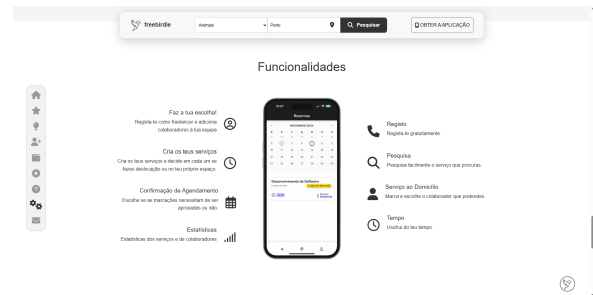 freebirdie
Animais
Porto
Pesquisar
OBTER A APLICAÇÃO
Funcionalidades
Faz a tua escolha!
Regista-te como freelancer e adiciona
colaboradores à tua equipa
Cria os teus serviços
Cria os teus serviços e decide em cada um se
fazes deslocação ou no teu próprio espaço.
Confirmação de Agendamento
Escolhe se as marcações necessitam de ser
aprovadas ou não.
Estatísticas
Estatísticas dos serviços e de colaboradores
Reservas
NOVEMBRO 2024
Desenvolvimento de Software
Registo
Regista-te gratuitamente.
Pesquisa
Pesquisa facilmente o serviço que procuras.
Serviço ao Domicílio
Marca e escolhe o colaborador que pretendes.
Tempo
Usufrui do teu tempo.